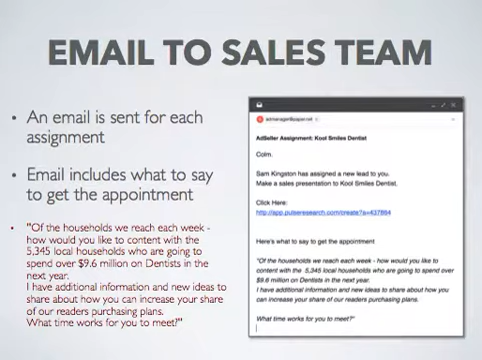 EMAIL TO SALES TEAM
• An email is sent for each
assignment
• Email includes what to say
to get the appointment
• "Of the households we reach each week -
how would you like to content with the
5,345 local households who are going to
spend over $9.6 million on Dentists in the
next year.
I have additional information and new ideas to
share about how you can increase your share
of our readers purchasing plans.
What time works for you to meet?"
AdSeller Assignment: Kool Smiles Dentist
Colm,
Sam Kingston has assigned a new lead to you.
Make a sales presentation to Kool Smiles Dentist.
Click Here:
http://app.pulseresearch.com/create?a=437864
Here's what to say to get the appointment
"Of the households we reach each week - how would you like to
content with the 5,345 local households who are going to spend over
$9.6 million on Dentists in the next year.
I have additional information and new ideas to share about how you
can increase your share of our readers purchasing plans.
What time works for you to meet?"